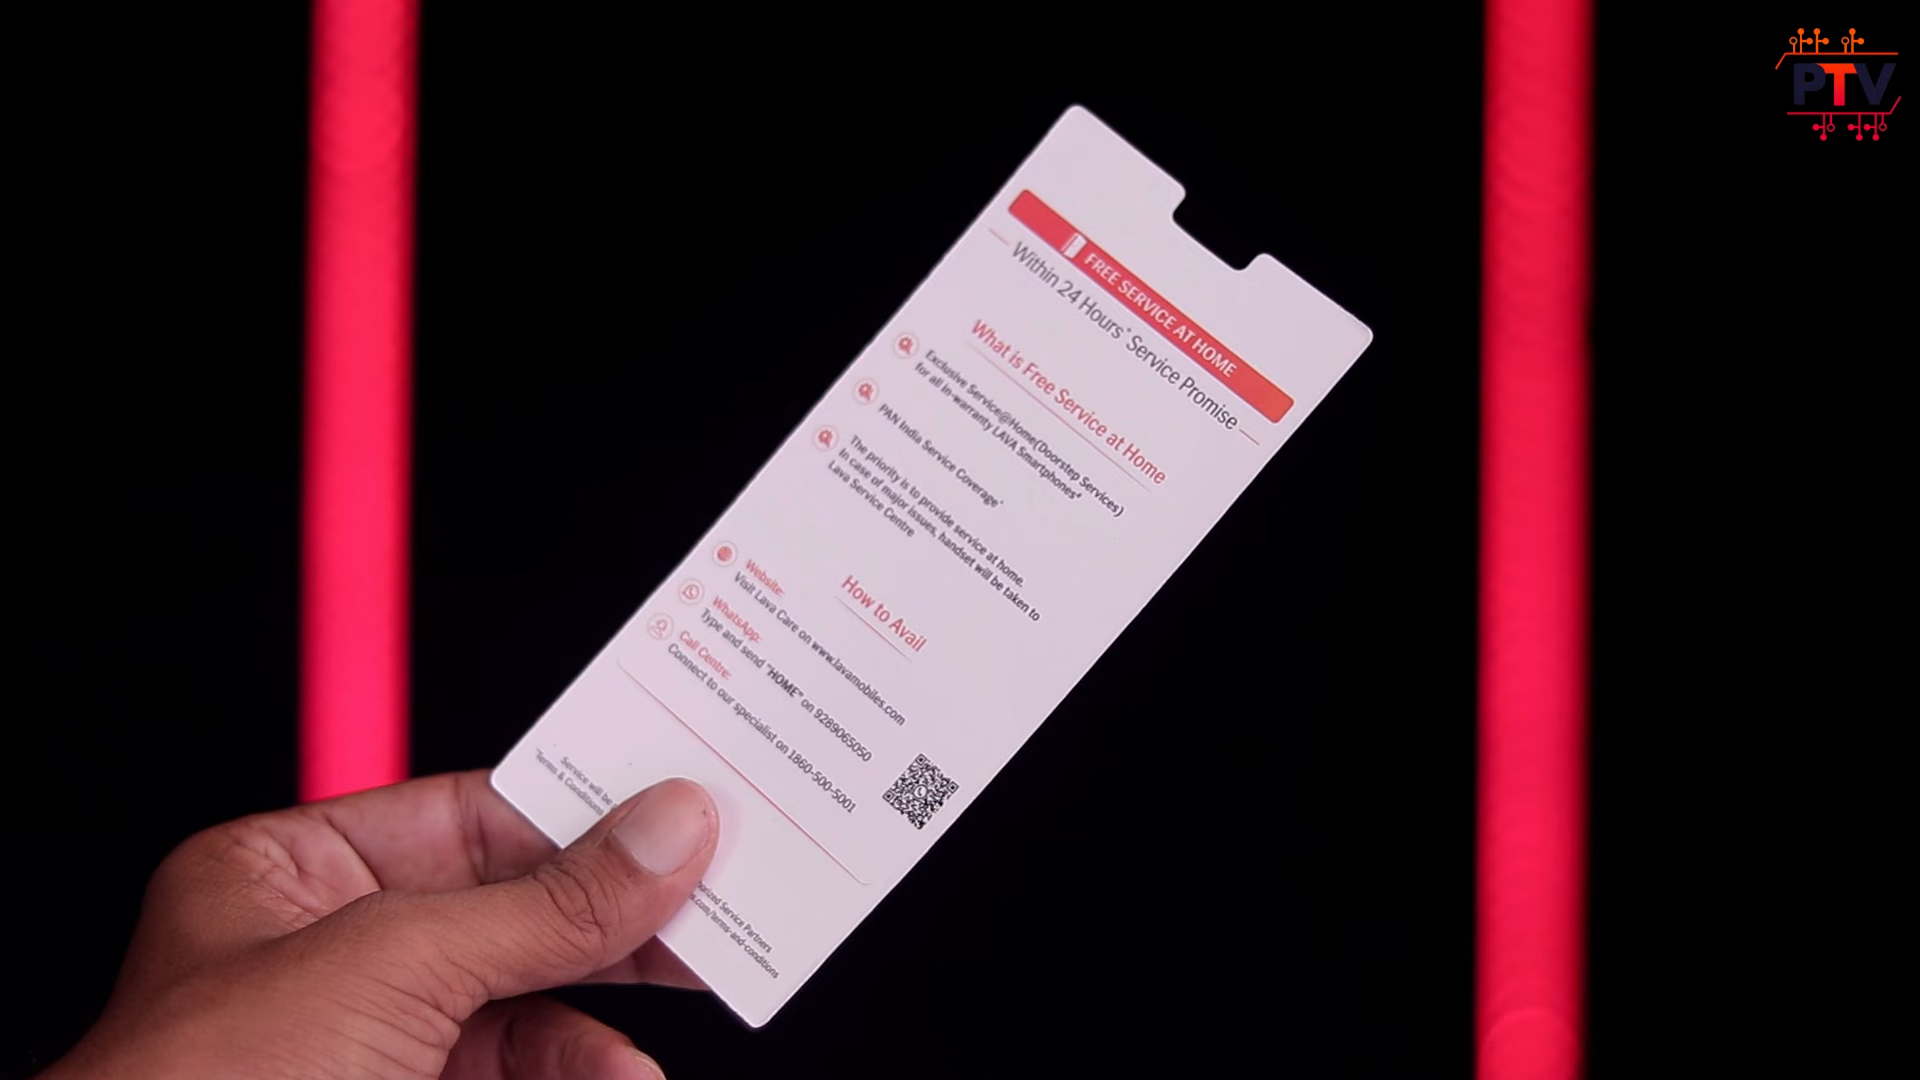 PTV
FREE SERVICE AT HOME
Within 24 Hours* Service Promise
What is Free Service at Home
Exclusive Service@Home(Doorstep Services)
for all in-warranty LAVA Smartphones*
PAN India Service Coverage*
The priority is to provide service at home.
In case of major issues, handset will be taken to
Lava Service Centre
How to Avail
Website:
Visit Lava Care on www.lavamobiles.com
WhatsApp:
Type and send "HOME" on 9289065050
Call Centre:
Connect to our specialist on 1860-500-5001
Service will be Service Partners
*Terms & Conditions .com/terms-and-conditions